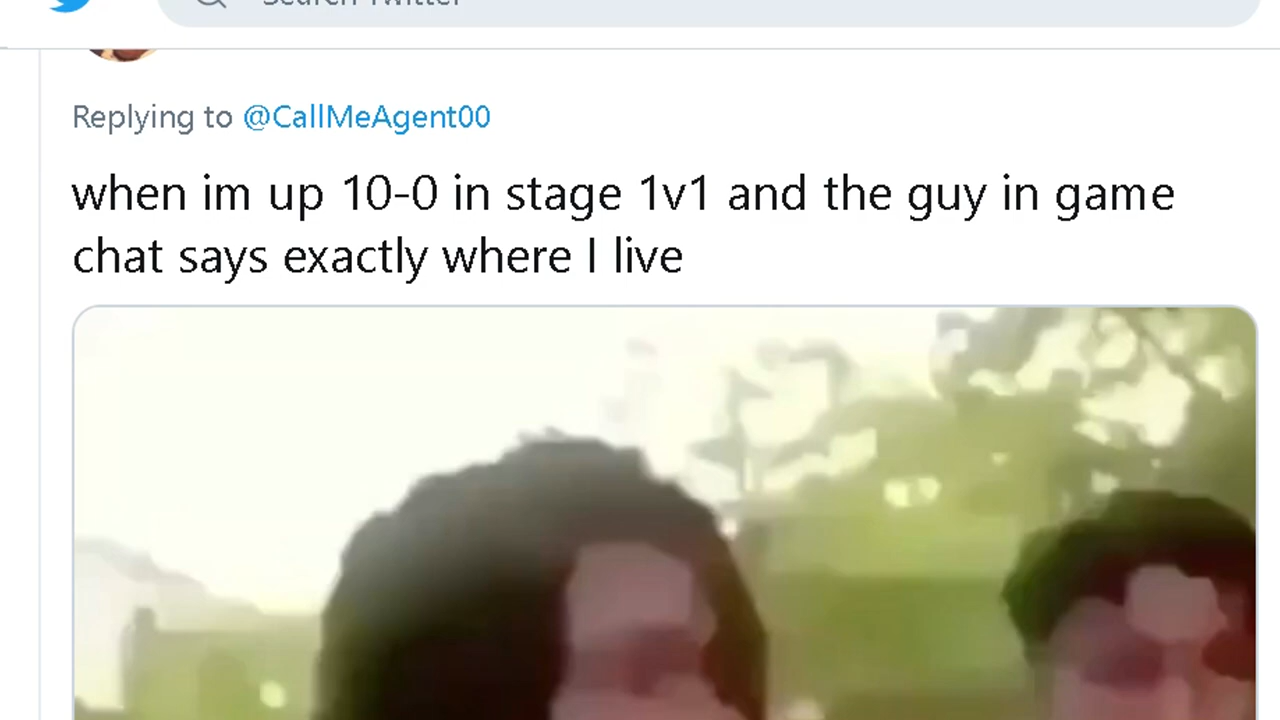 Search Twitter
Replying to @CallMeAgent00
when im up 10-0 in stage 1v1 and the guy in game
chat says exactly where I live